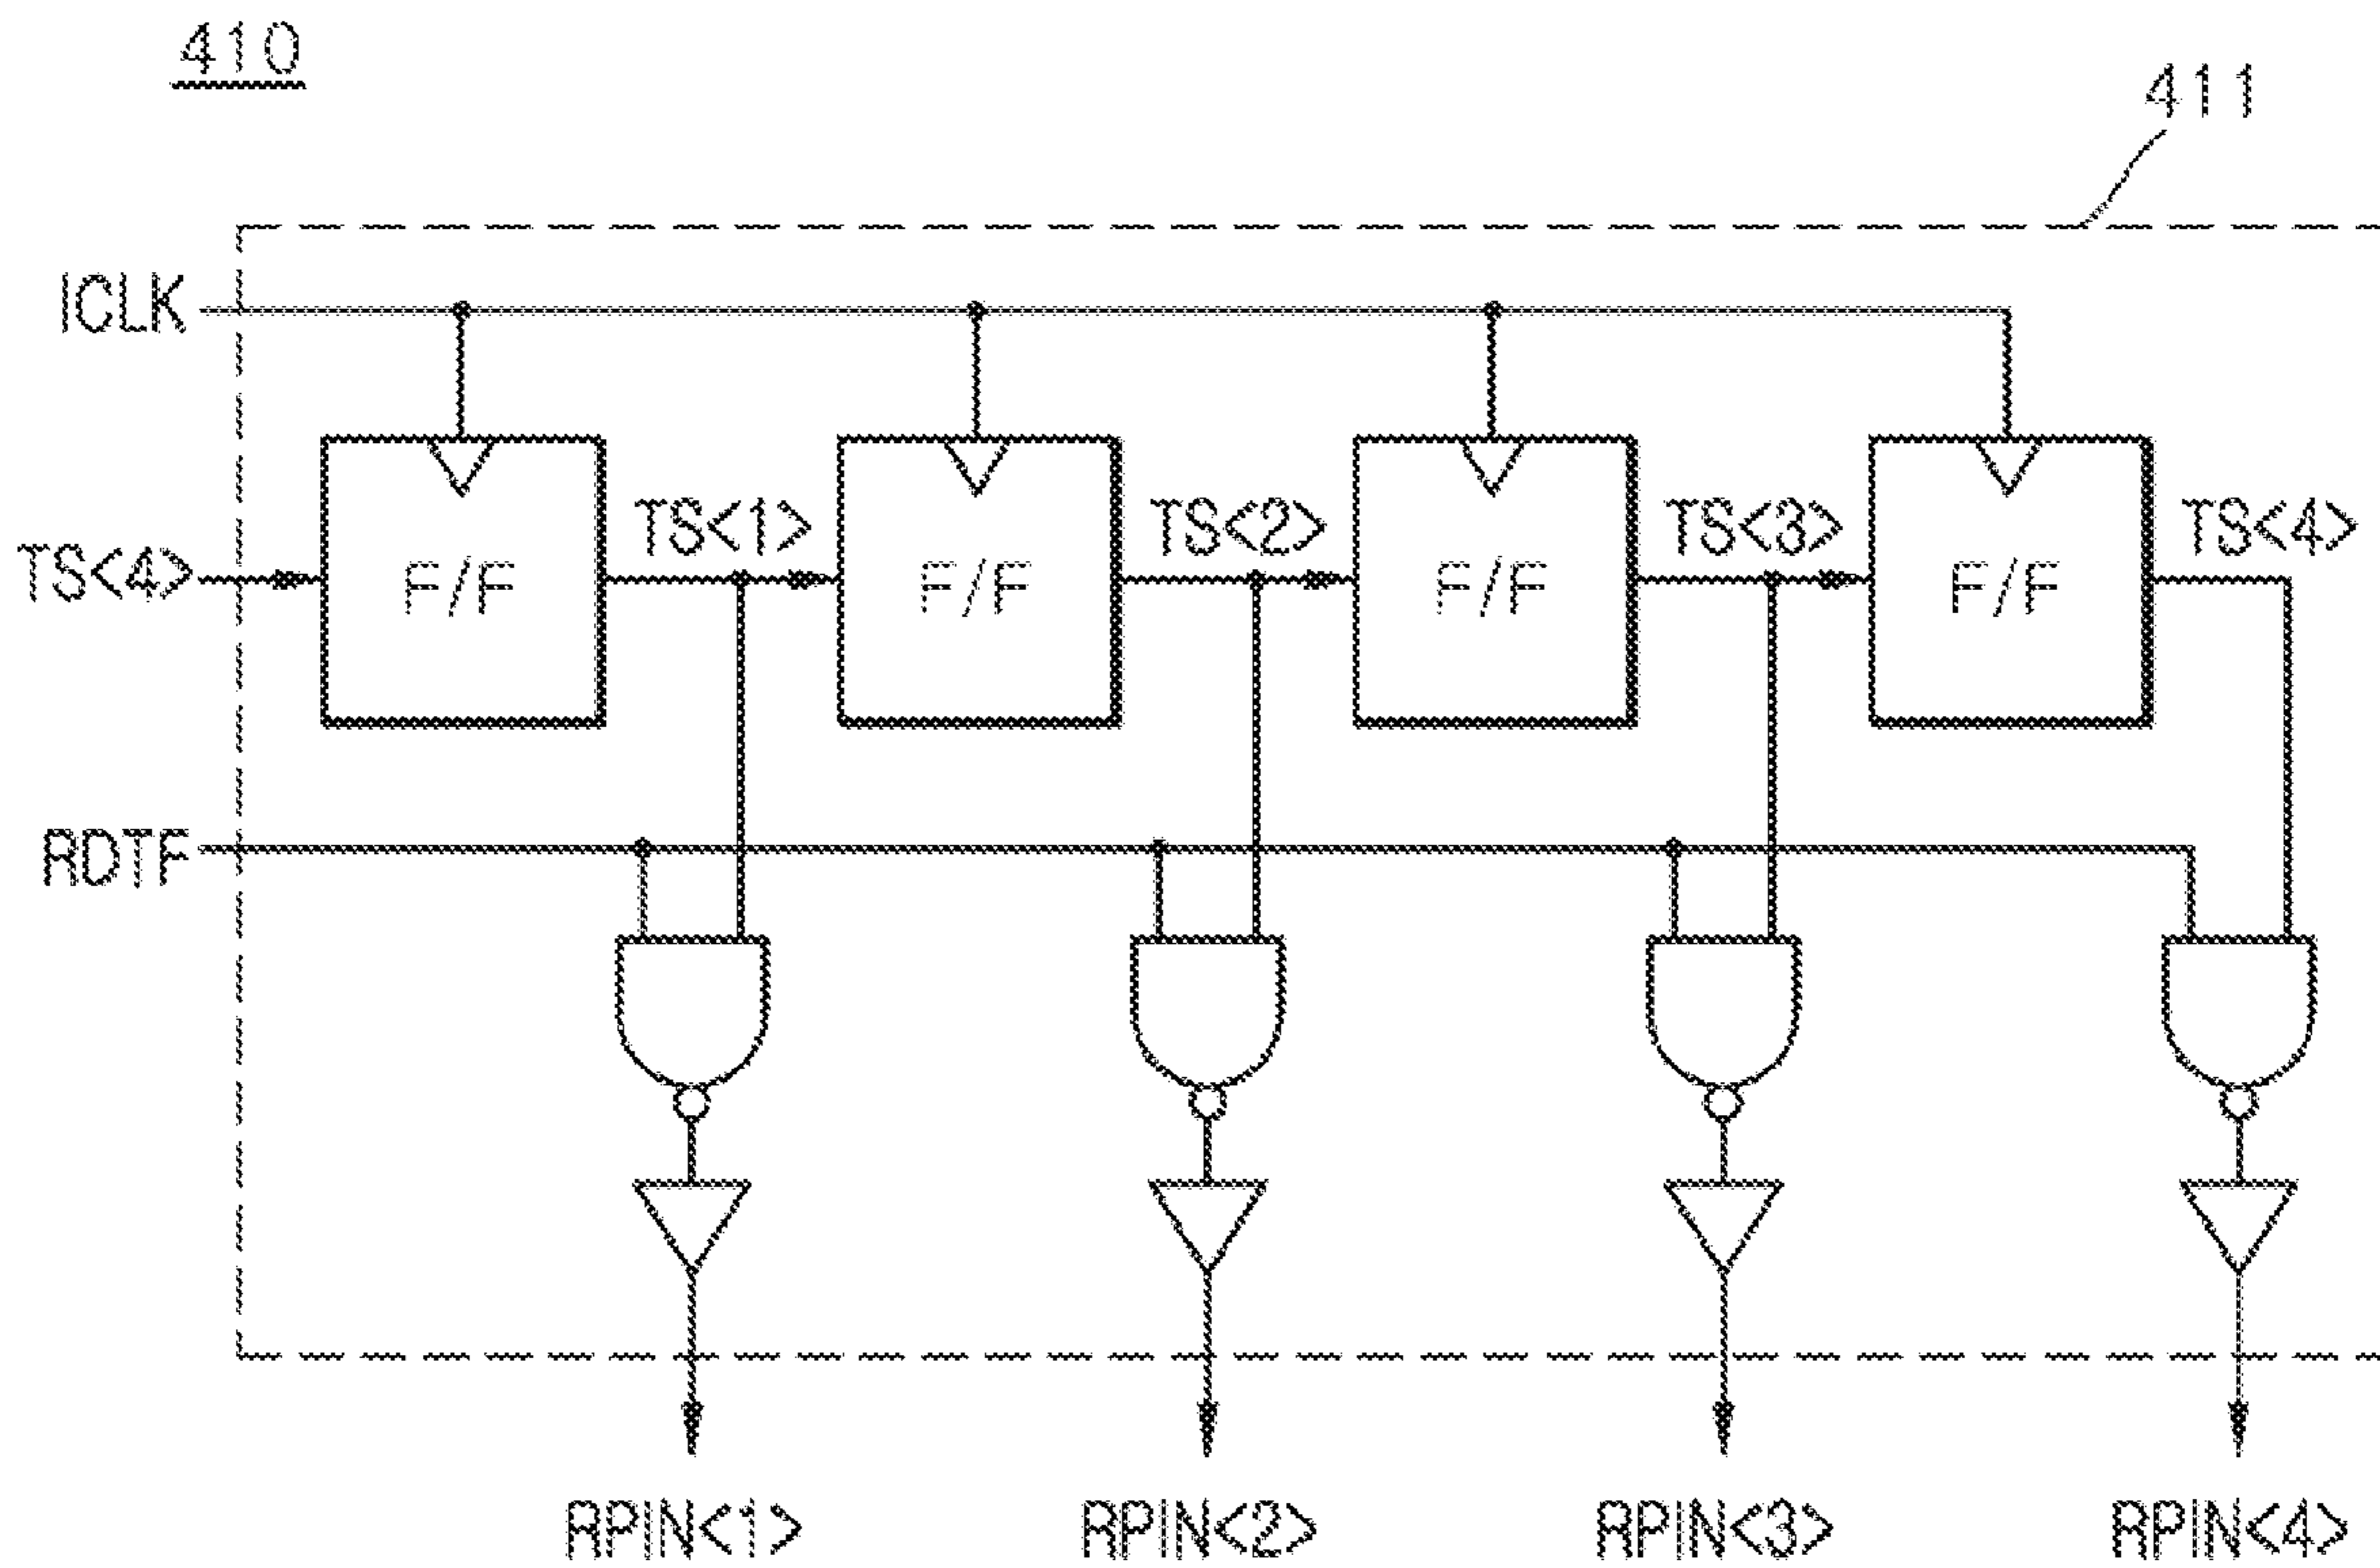 410
411
ICLK
TS<4> F/F TS<1> F/F TS<2> F/F TS<3> F/F TS<4>
RDTF
RPIN<1> RPIN<2> RPIN<3> RPIN<4>